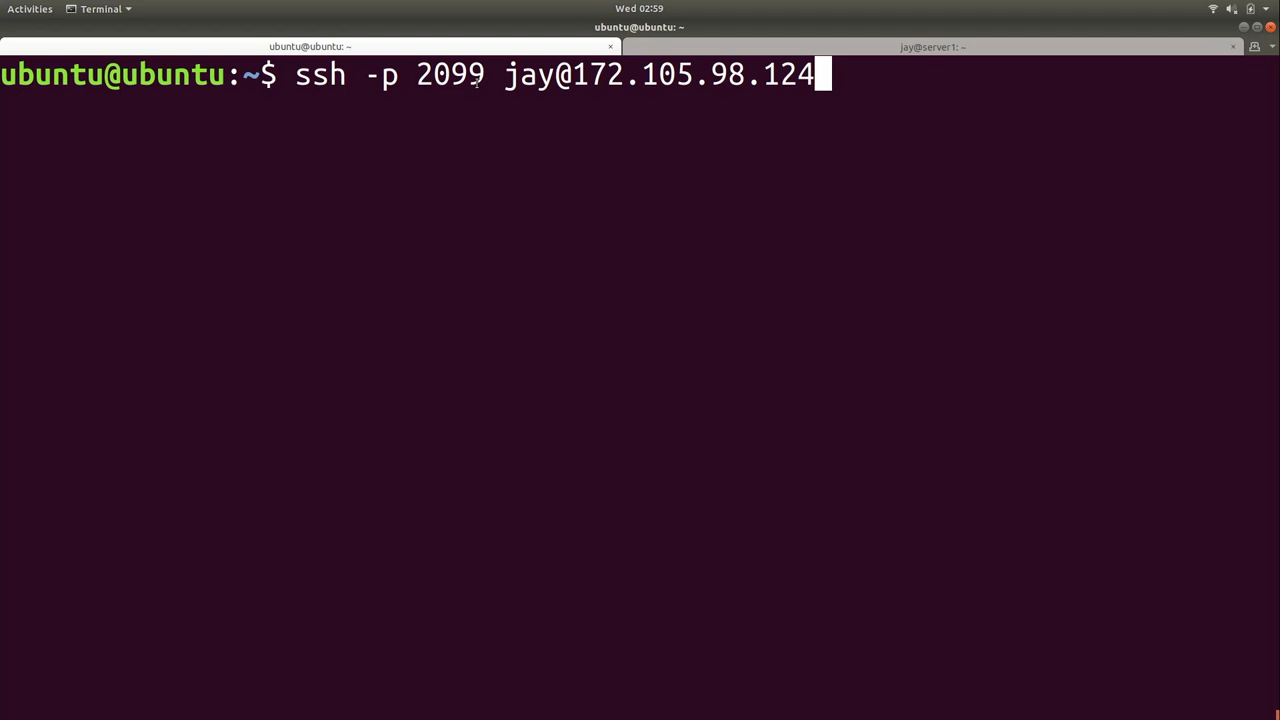 Activities Terminal Wed 02:59
ubuntu@ubuntu: ~
ubuntu@ubuntu: ~ × jay@server1: ~ ×
ubuntu@ubuntu:~$ ssh -p 2099 jay@172.105.98.124